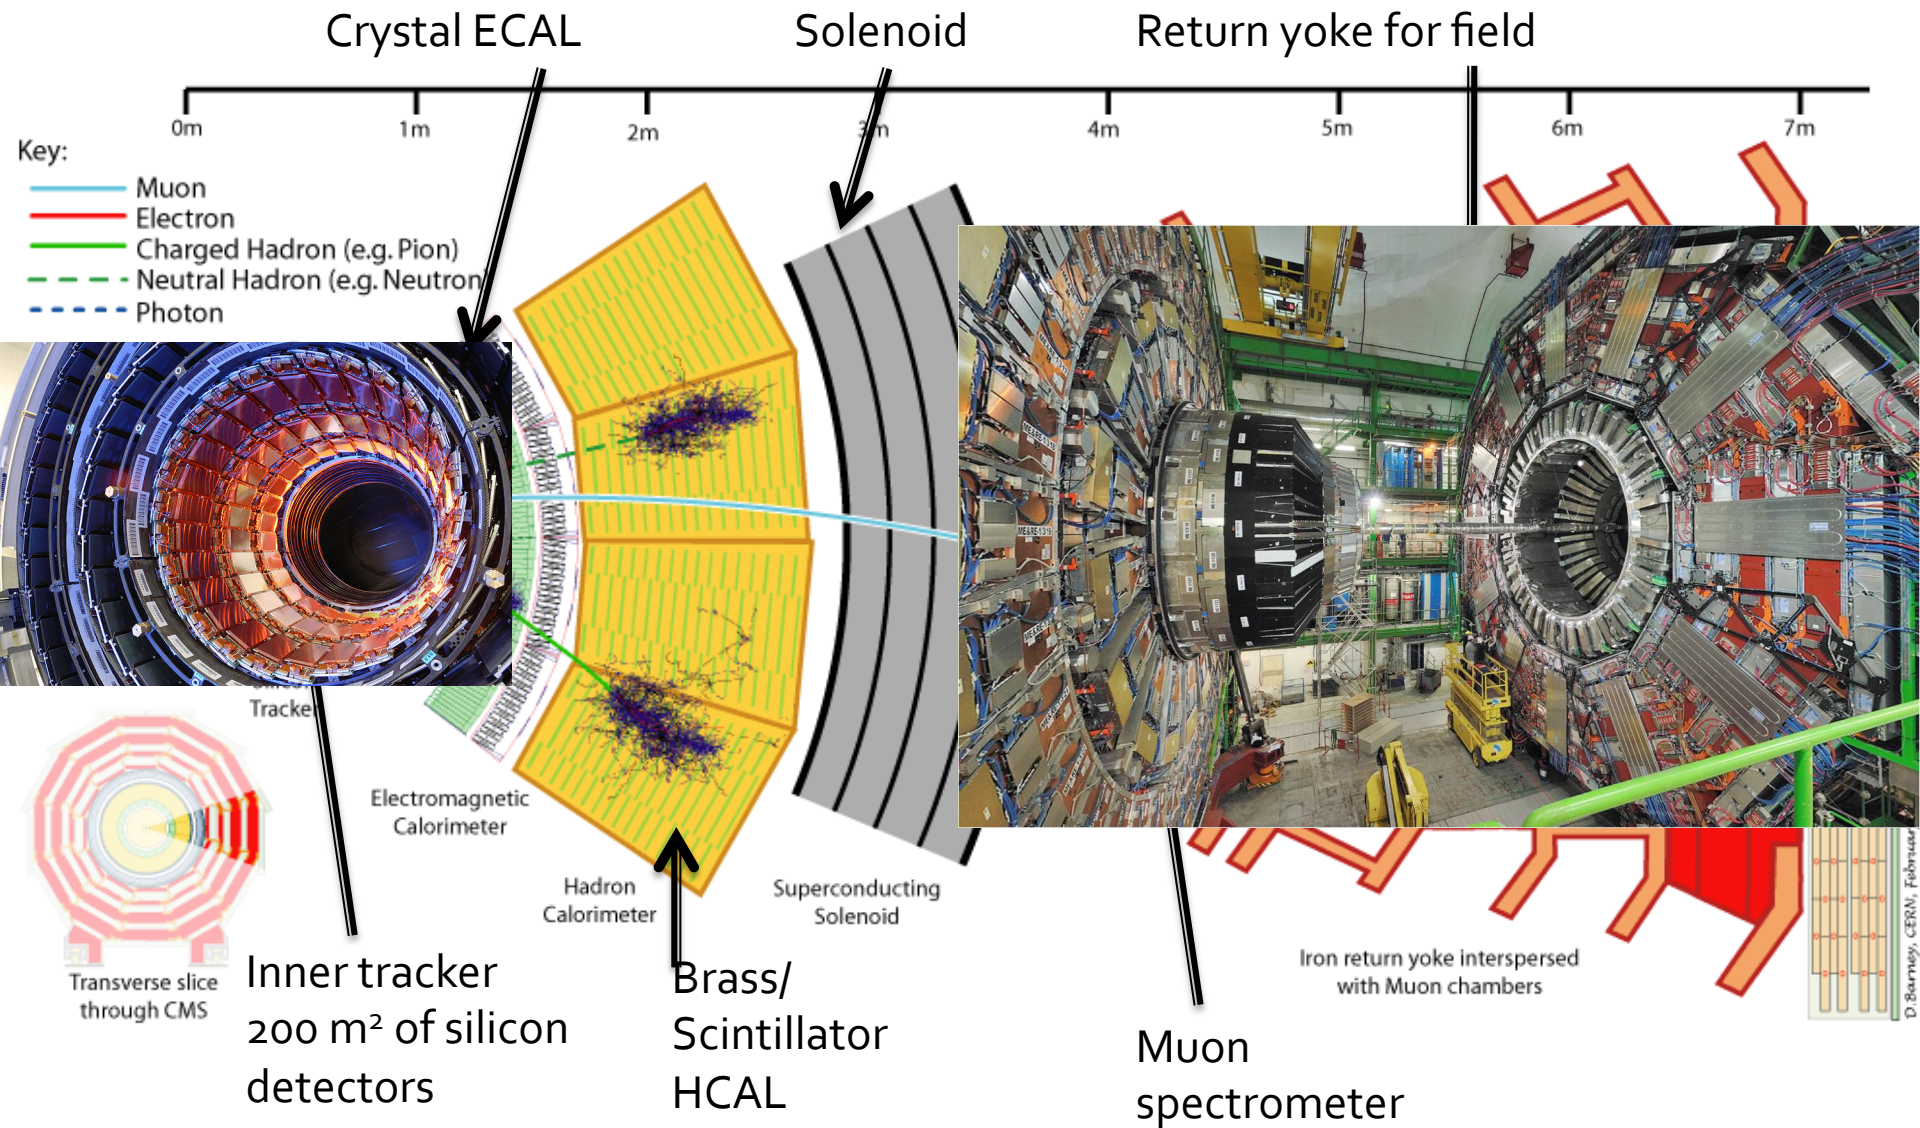 Crystal ECAL
Solenoid
Return yoke for field
0m
1m
2m
3m
4m
5m
6m
7m
Key:
Muon
Electron
Charged Hadron (e.g. Pion)
Neutral Hadron (e.g. Neutron)
Photon
Tracker
Electromagnetic
Calorimeter
Hadron
Calorimeter
Superconducting
Solenoid
Iron return yoke interspersed
with Muon chambers
D.Barney, CERN, Februar
Transverse slice
through CMS
Inner tracker
200 m² of silicon
detectors
Brass/
Scintillator
HCAL
Muon
spectrometer